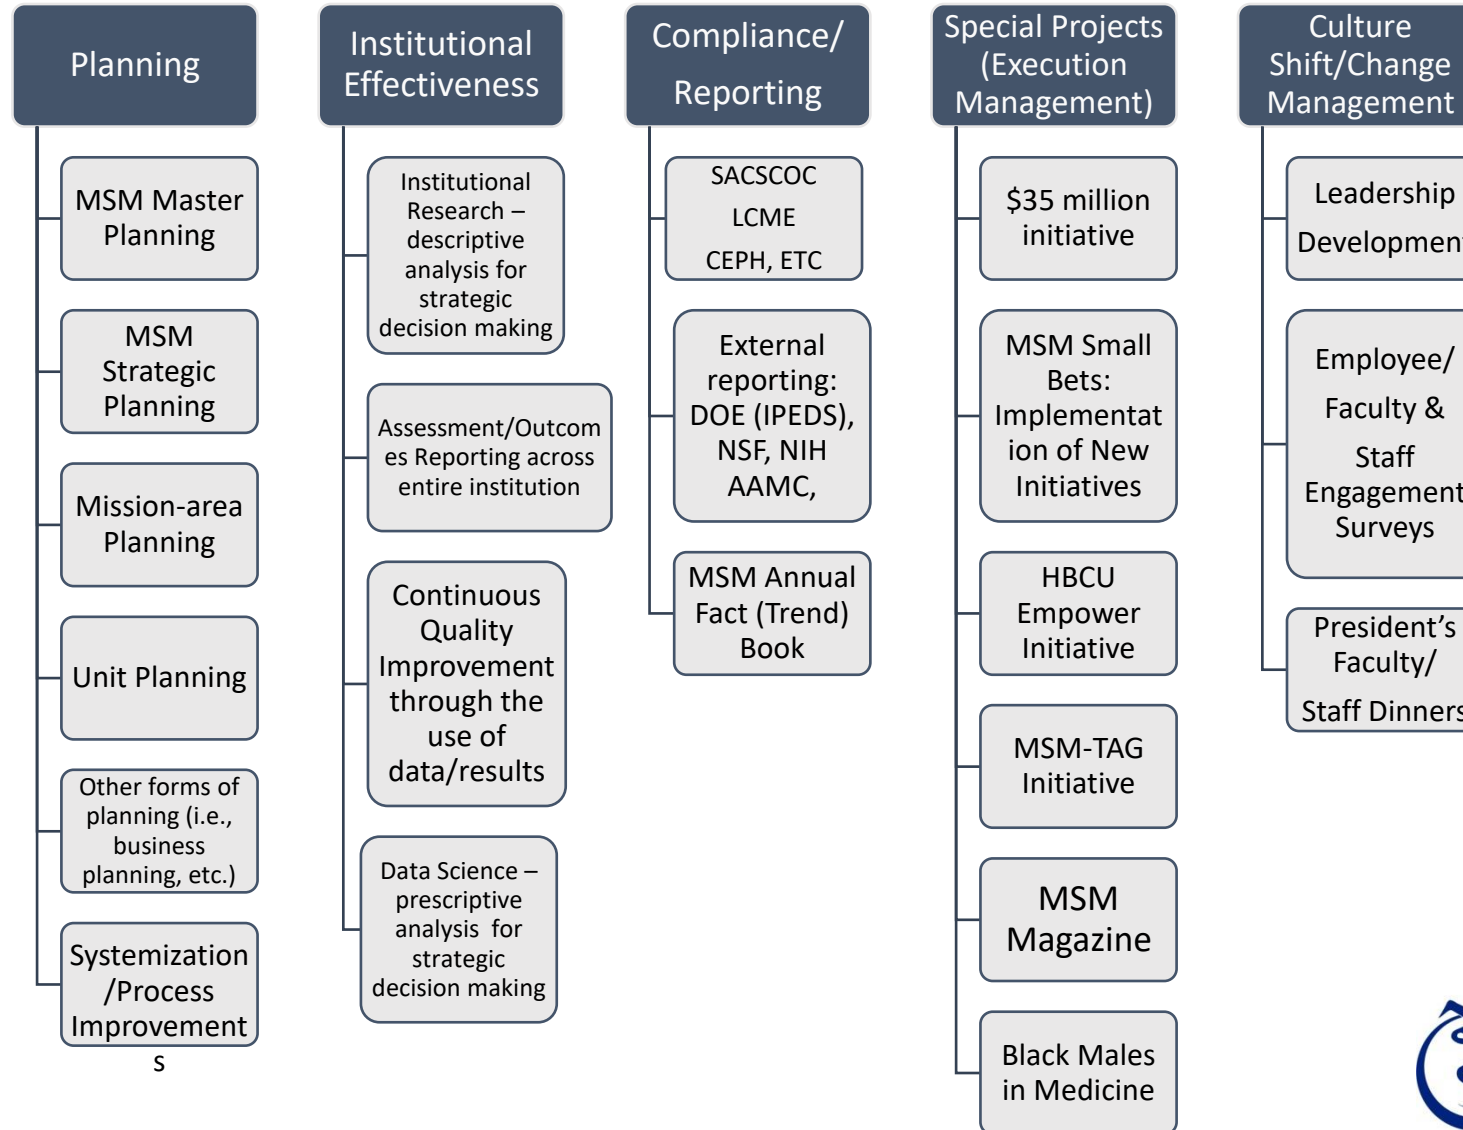 Planning
MSM Master
Planning
MSM
Strategic
Planning
Mission-area
Planning
Unit Planning
Other forms of
planning (i.e.,
business
planning, etc.)
Systemization
/Process
Improvement
s
Institutional
Effectiveness
Institutional
Research –
descriptive
analysis for
strategic
decision making
Assessment/Outcom
es Reporting across
entire institution
Continuous
Quality
Improvement
through the
use of
data/results
Data Science –
prescriptive
analysis for
strategic
decision making
Compliance/
Reporting
SACSCOC
LCME
CEPH, ETC
External
reporting:
DOE (IPEDS),
NSF, NIH
AAMC,
MSM Annual
Fact (Trend)
Book
Special Projects
(Execution
Management)
$35 million
initiative
MSM Small
Bets:
Implementat
ion of New
Initiatives
HBCU
Empower
Initiative
MSM-TAG
Initiative
MSM
Magazine
Black Males
in Medicine
Culture
Shift/Change
Management
Leadership
Development
Employee/
Faculty &
Staff
Engagement
Surveys
President’s
Faculty/
Staff Dinners